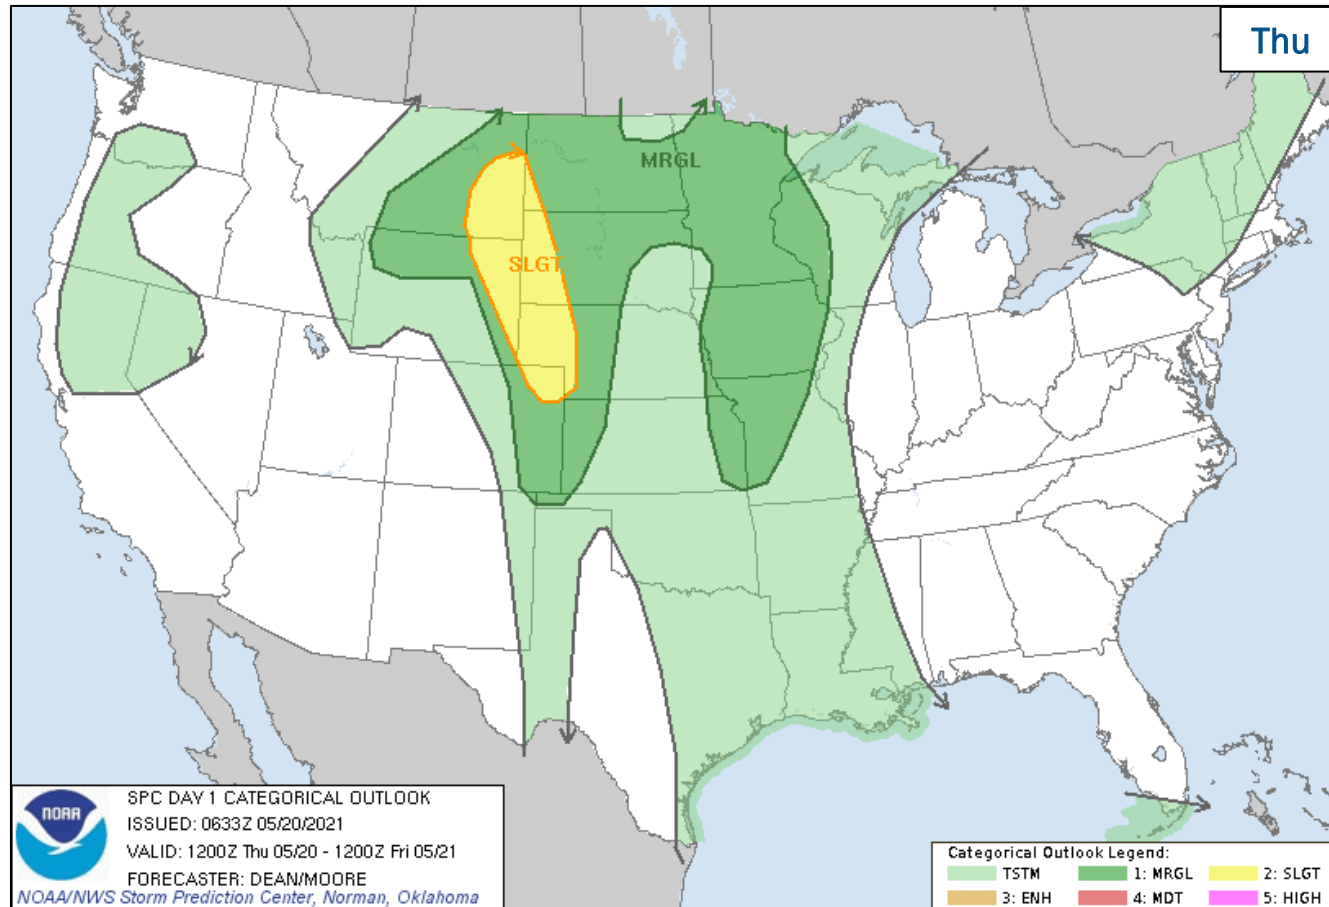 Thu
MRGL
SLGT
NOAA
SPC DAY 1 CATEGORICAL OUTLOOK
ISSUED: 0633Z 05/20/2021
VALID: 1200Z Thu 05/20 - 1200Z Fri 05/21
FORECASTER: DEAN/MOORE
NOAA/NWS Storm Prediction Center, Norman, Oklahoma
Categorical Outlook Legend:
TSTM 1: MRGL 2: SLGT
3: ENH 4: MDT 5: HIGH